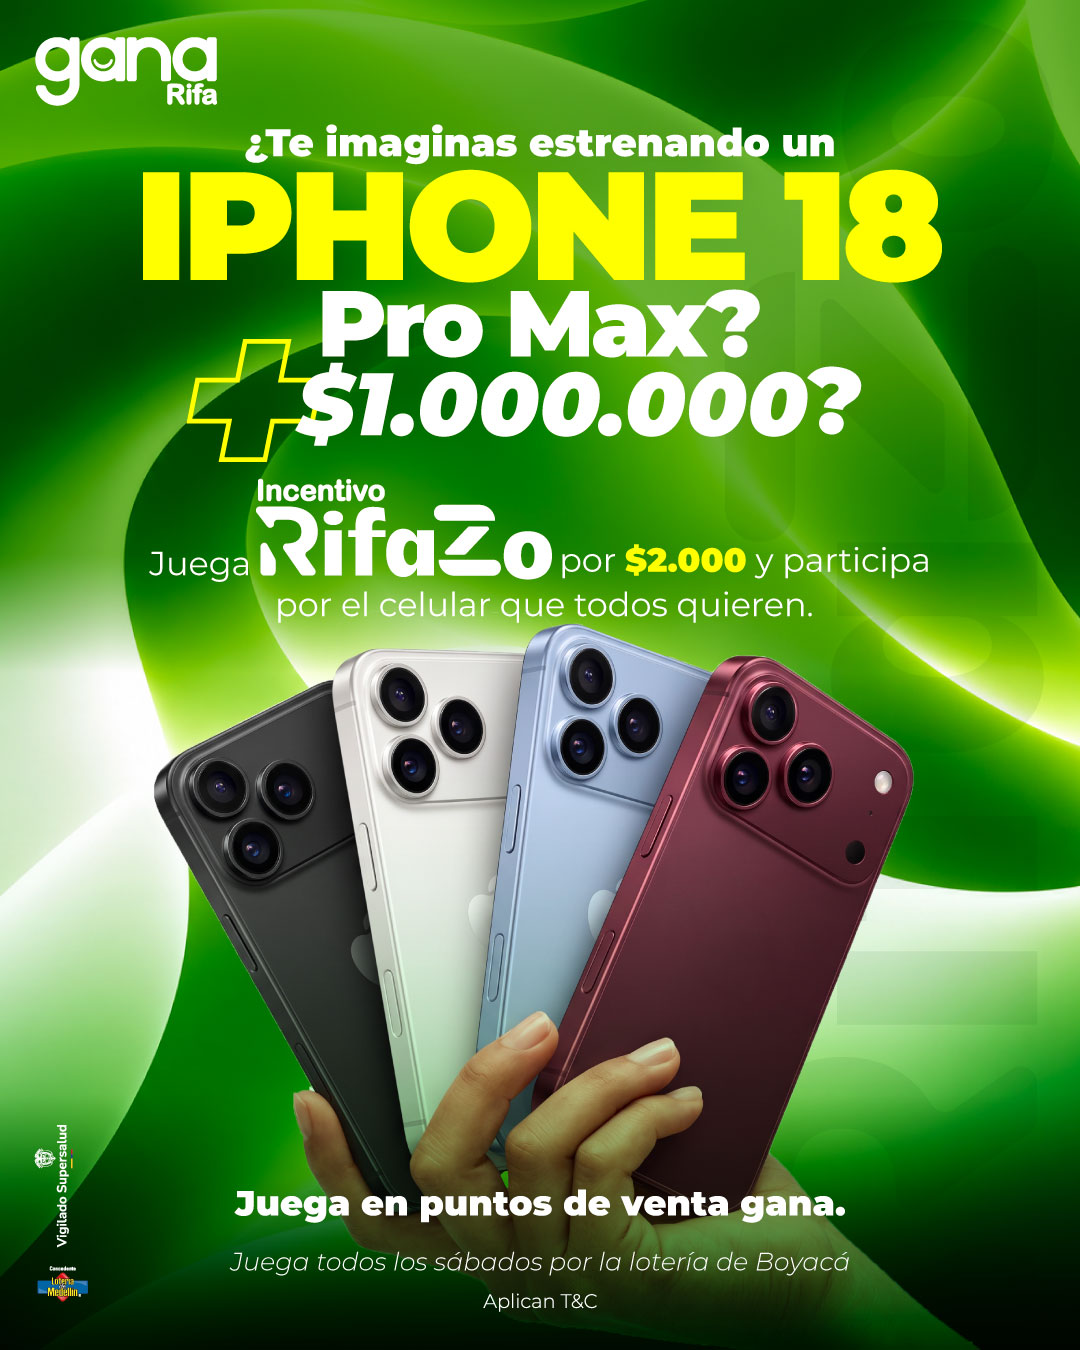 gana
Rifa
¿Te imaginas estrenando un
IPHONE 18
Pro Max?
+ $1.000.000?
Incentivo
Juega RifaZo por $2.000 y participa
por el celular que todos quieren.
Juega en puntos de venta gana.
Juega todos los sábados por la lotería de Boyacá
Aplican T&C
Vigilado Supersalud
Concedente
Lotería de Medellín